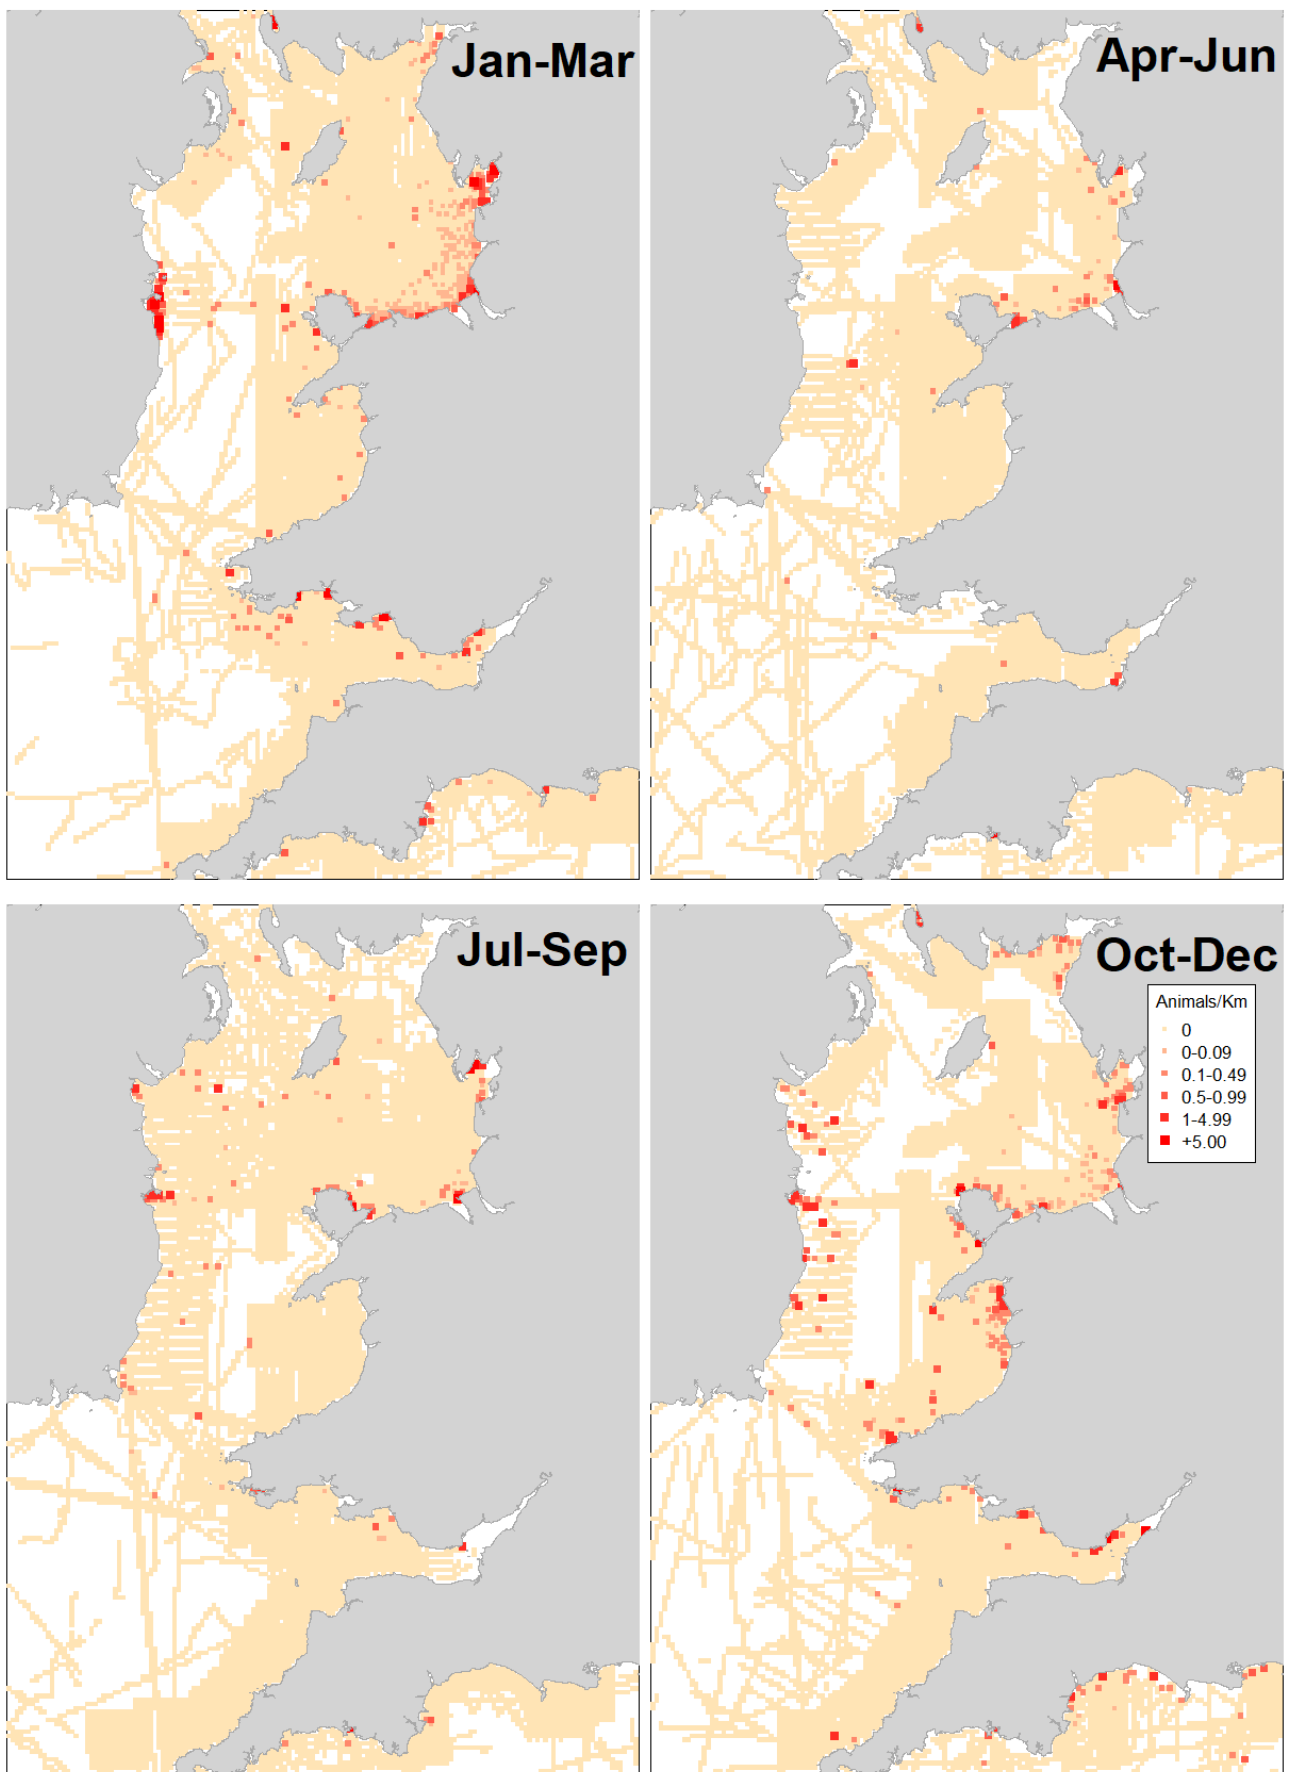 Jan-Mar
Apr-Jun
Jul-Sep
Oct-Dec
Animals/Km
0
0-0.09
0.1-0.49
0.5-0.99
1-4.99
+5.00